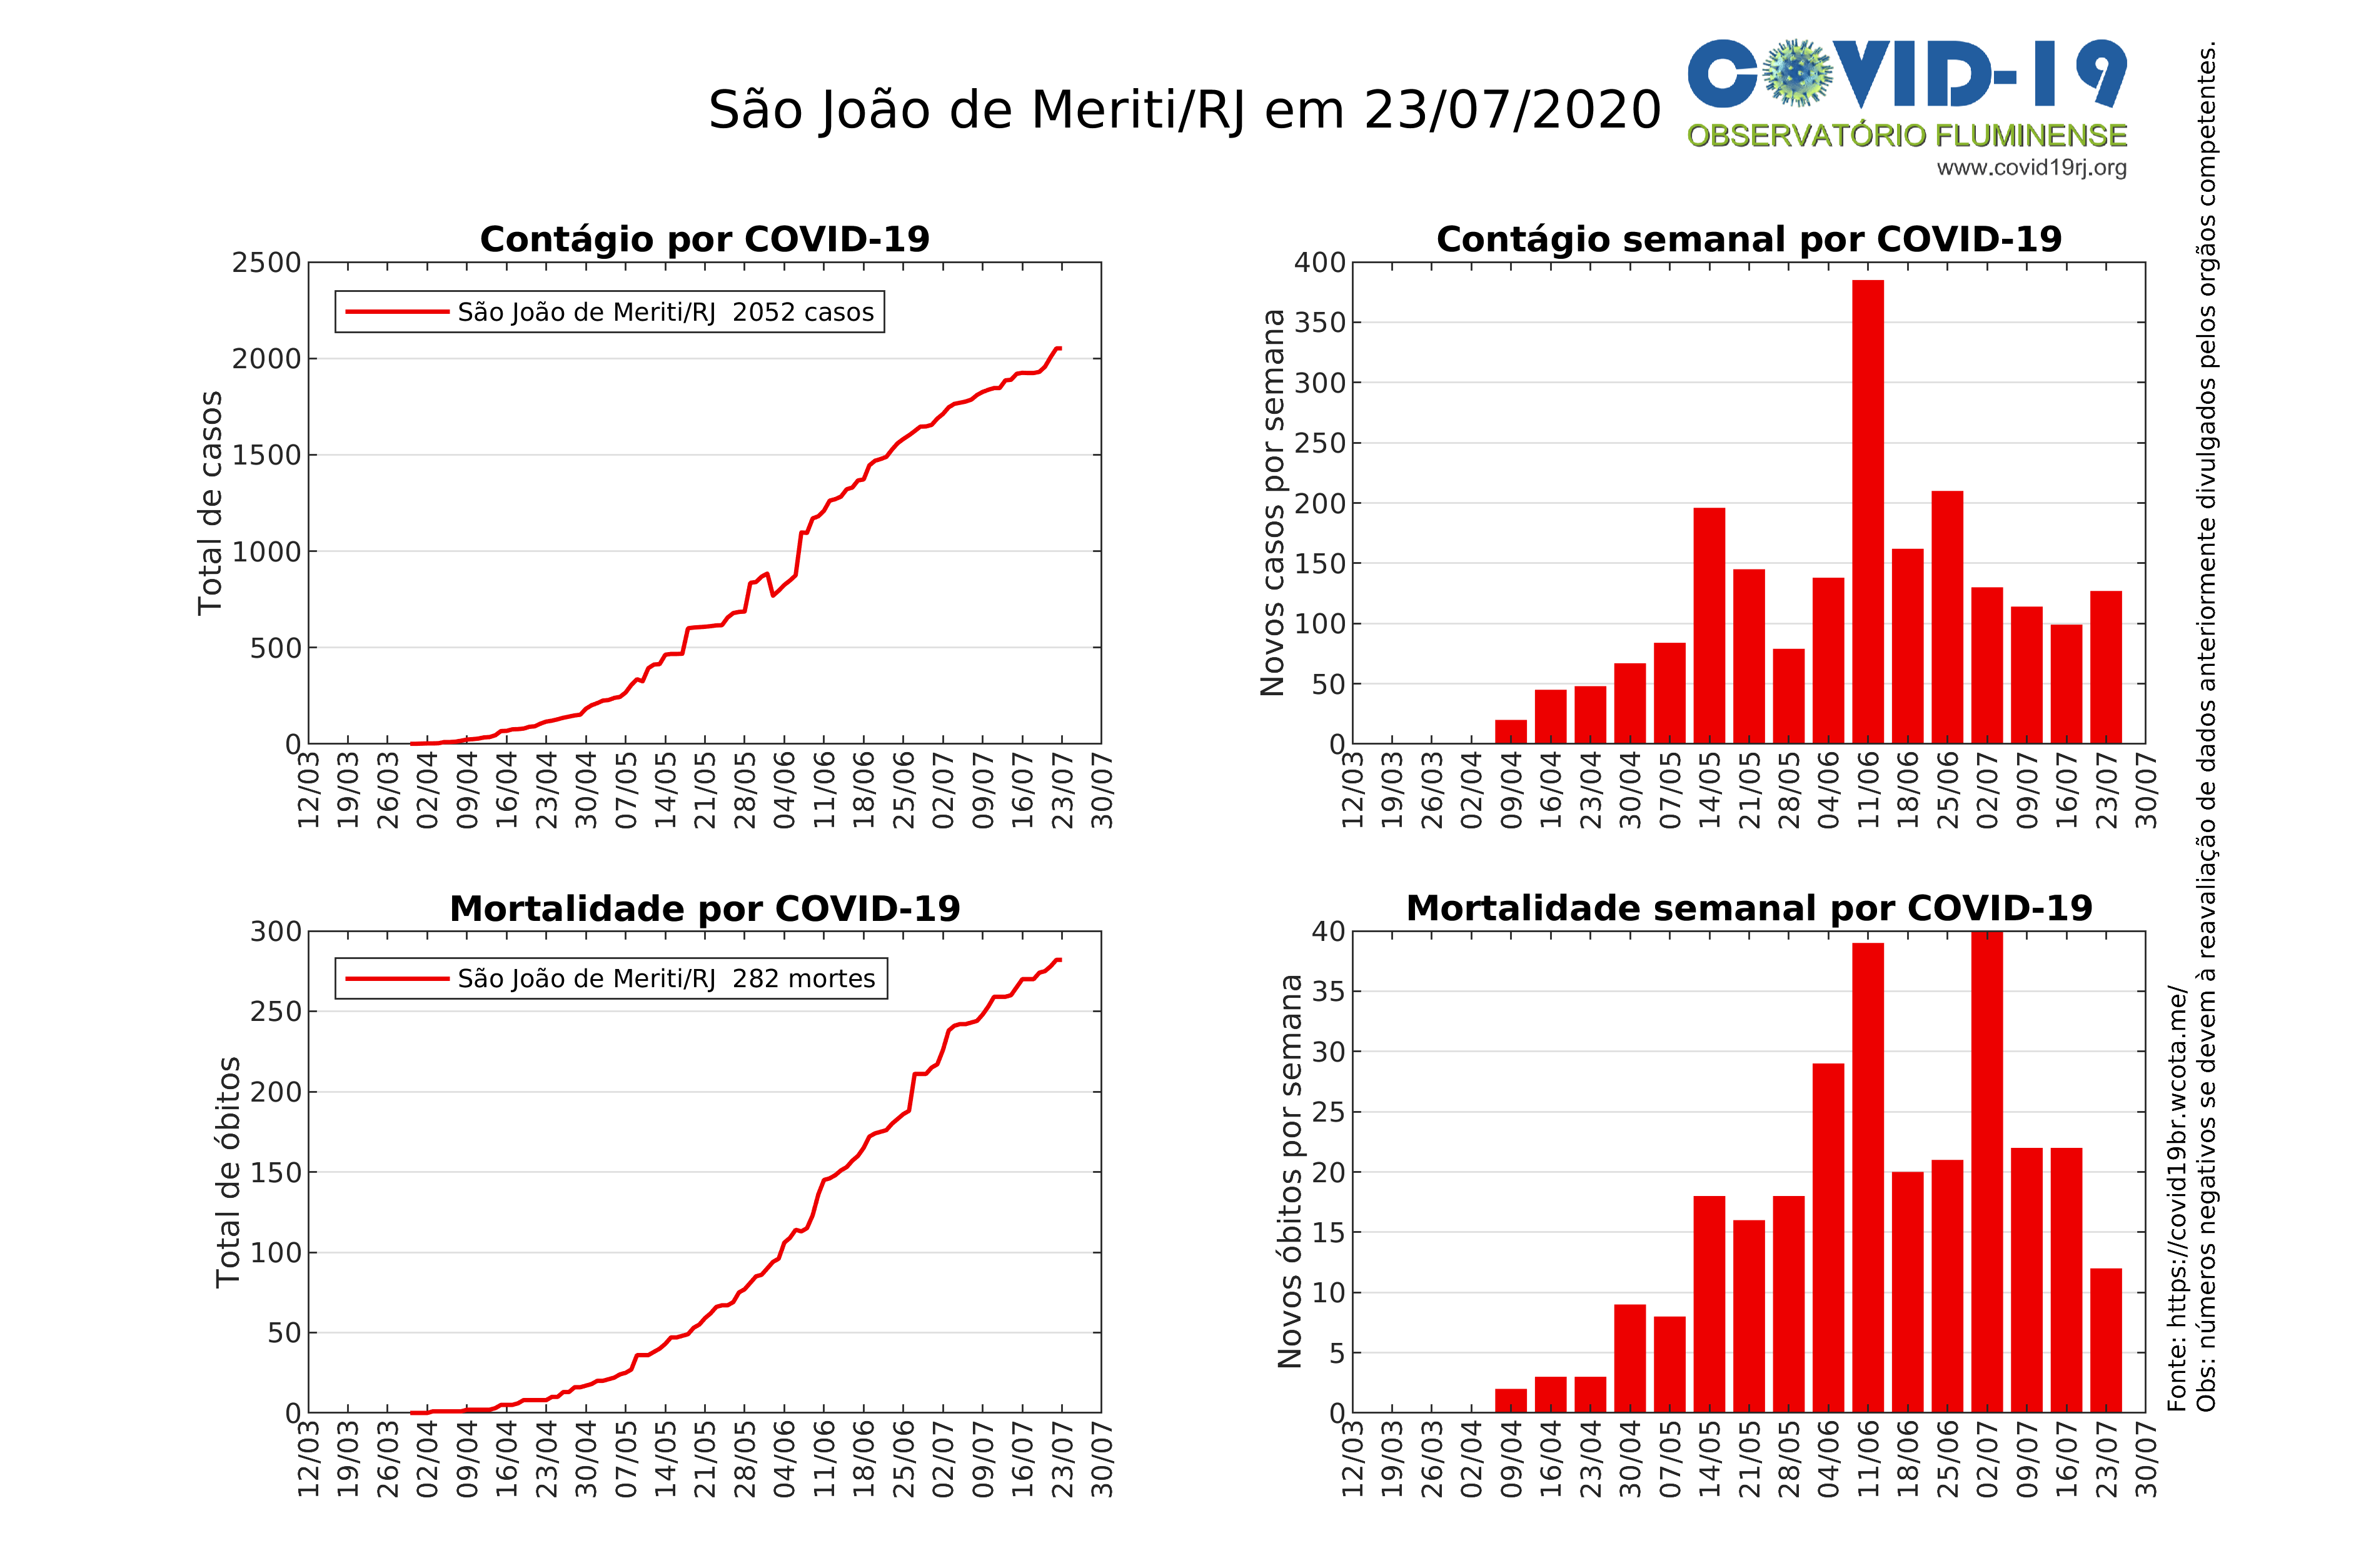 São João de Meriti/RJ em 23/07/2020
COVID-19
OBSERVATÓRIO FLUMINENSE
www.covid19rj.org
Contágio por COVID-19
Total de casos
2500
2000
1500
1000
500
0
São João de Meriti/RJ 2052 casos
12/03 19/03 26/03 02/04 09/04 16/04 23/04 30/04 07/05 14/05 21/05 28/05 04/06 11/06 18/06 25/06 02/07 09/07 16/07 23/07 30/07
Contágio semanal por COVID-19
Novos casos por semana
400
350
300
250
200
150
100
50
0
12/03 19/03 26/03 02/04 09/04 16/04 23/04 30/04 07/05 14/05 21/05 28/05 04/06 11/06 18/06 25/06 02/07 09/07 16/07 23/07 30/07
Mortalidade por COVID-19
Total de óbitos
300
250
200
150
100
50
0
São João de Meriti/RJ 282 mortes
12/03 19/03 26/03 02/04 09/04 16/04 23/04 30/04 07/05 14/05 21/05 28/05 04/06 11/06 18/06 25/06 02/07 09/07 16/07 23/07 30/07
Mortalidade semanal por COVID-19
Novos óbitos por semana
40
35
30
25
20
15
10
5
0
12/03 19/03 26/03 02/04 09/04 16/04 23/04 30/04 07/05 14/05 21/05 28/05 04/06 11/06 18/06 25/06 02/07 09/07 16/07 23/07 30/07
Fonte: https://covid19br.wcota.me/
Obs: números negativos se devem à reavaliação de dados anteriormente divulgados pelos orgãos competentes.